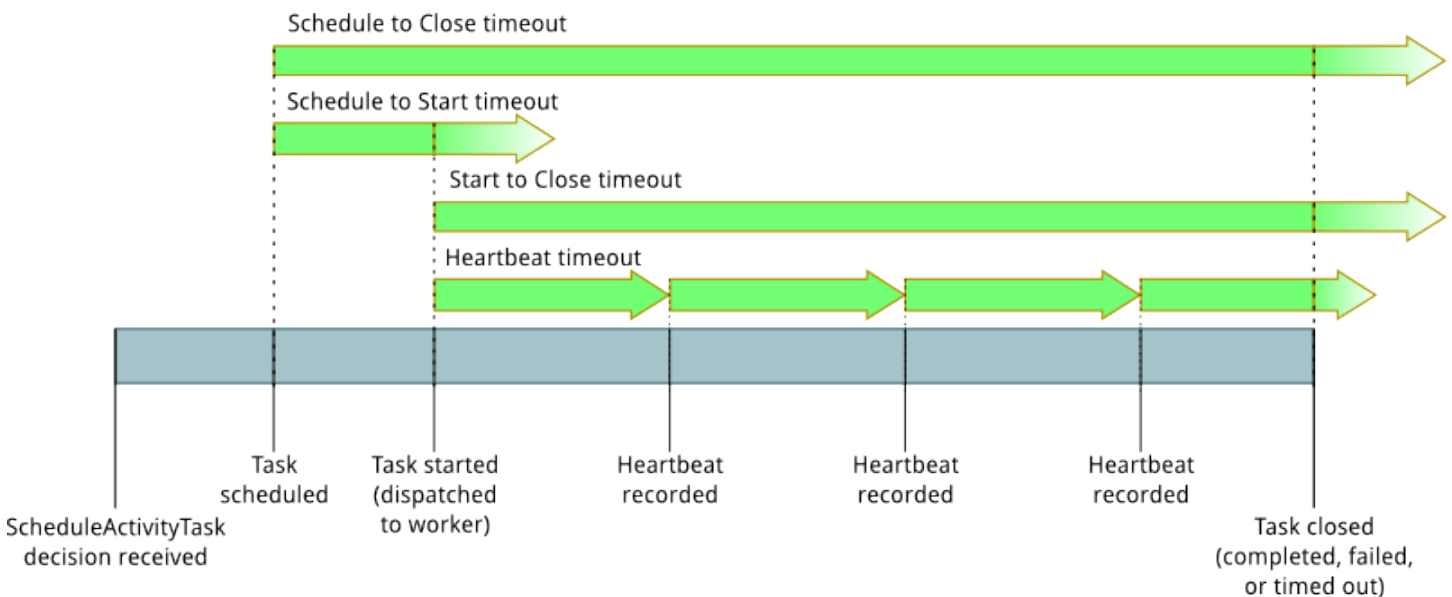 Schedule to Close timeout
Schedule to Start timeout
Start to Close timeout
Heartbeat timeout
Task
scheduled
Task started
(dispatched
to worker)
Heartbeat
recorded
Heartbeat
recorded
Heartbeat
recorded
ScheduleActivityTask
decision received
Task closed
(completed, failed,
or timed out)